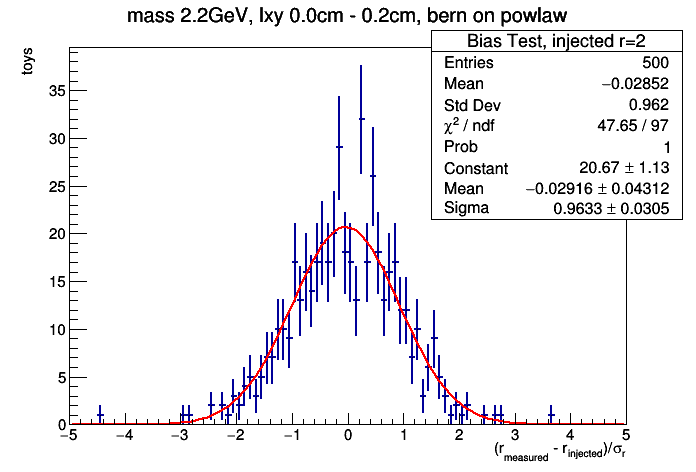 mass 2.2GeV, lxy 0.0cm - 0.2cm, bern on powlaw
toys
Bias Test, injected r=2
Entries 500
Mean −0.02852
Std Dev 0.962
χ² / ndf 47.65 / 97
Prob 1
Constant 20.67 ± 1.13
Mean −0.02916 ± 0.04312
Sigma 0.9633 ± 0.0305
35
30
25
20
15
10
5
0
−5 −4 −3 −2 −1 0 1 2 3 4 5
(r_measured - r_injected)/σ_r